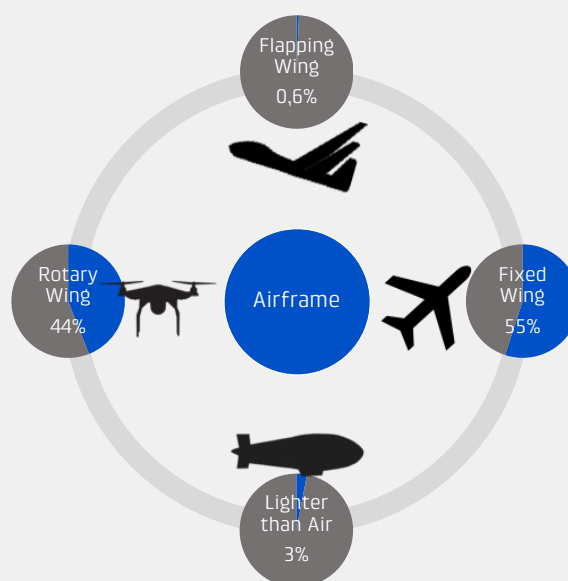 Flapping
Wing
0,6%
Rotary
Wing
44%
Airframe
Fixed
Wing
55%
Lighter
than Air
3%